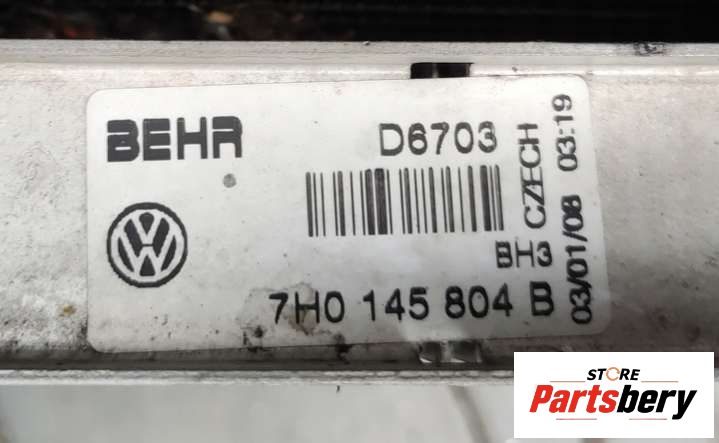 BEHR
D6703
CZECH
03/01/08 03:19
BH3
7H0 145 804 B
STORE
Partsbery